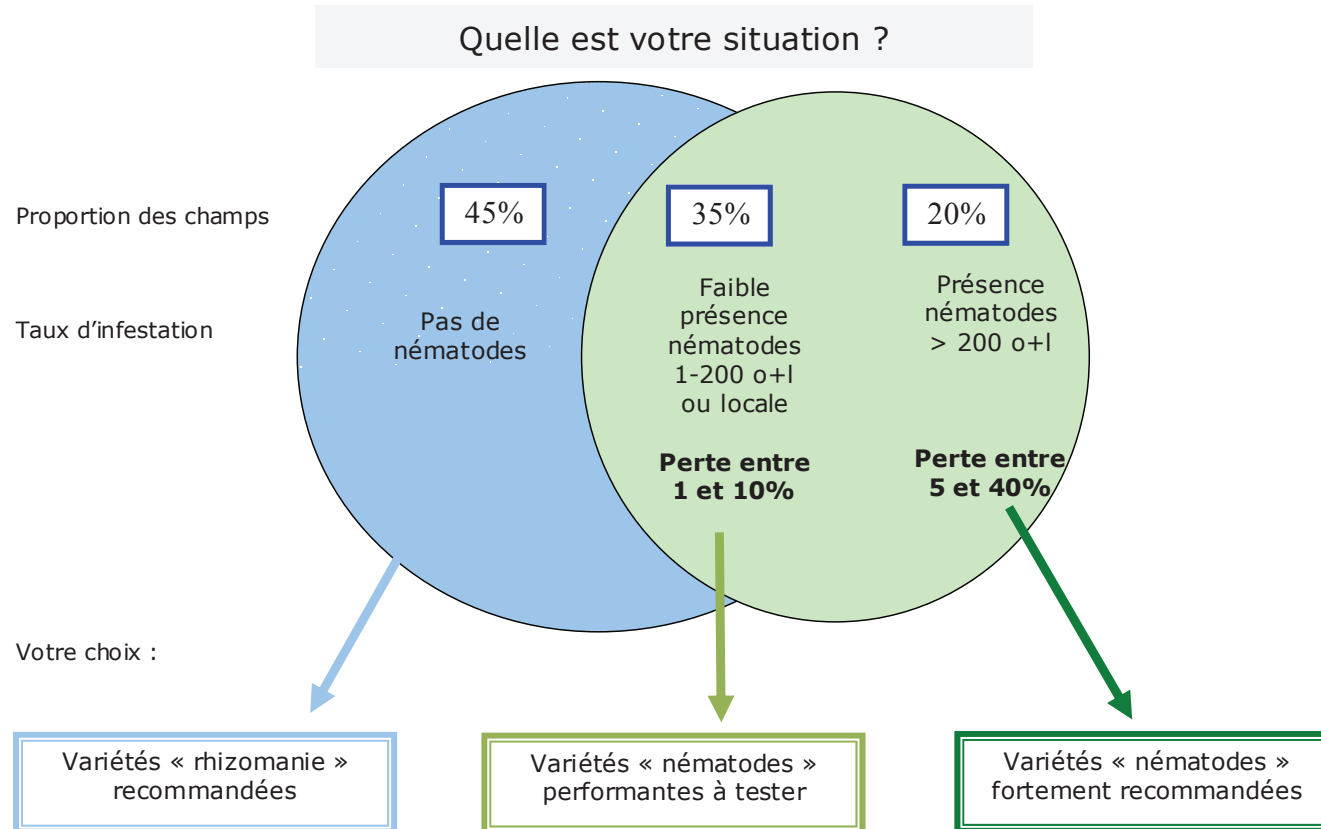 Quelle est votre situation ?
Proportion des champs
45%
35%
20%
Taux d'infestation
Pas de
nématodes
Faible
présence
nématodes
1-200 o+l
ou locale
Présence
nématodes
> 200 o+l
Perte entre
1 et 10%
Perte entre
5 et 40%
Votre choix :
Variétés « rhizomanie »
recommandées
Variétés « nématodes »
performantes à tester
Variétés « nématodes »
fortement recommandées